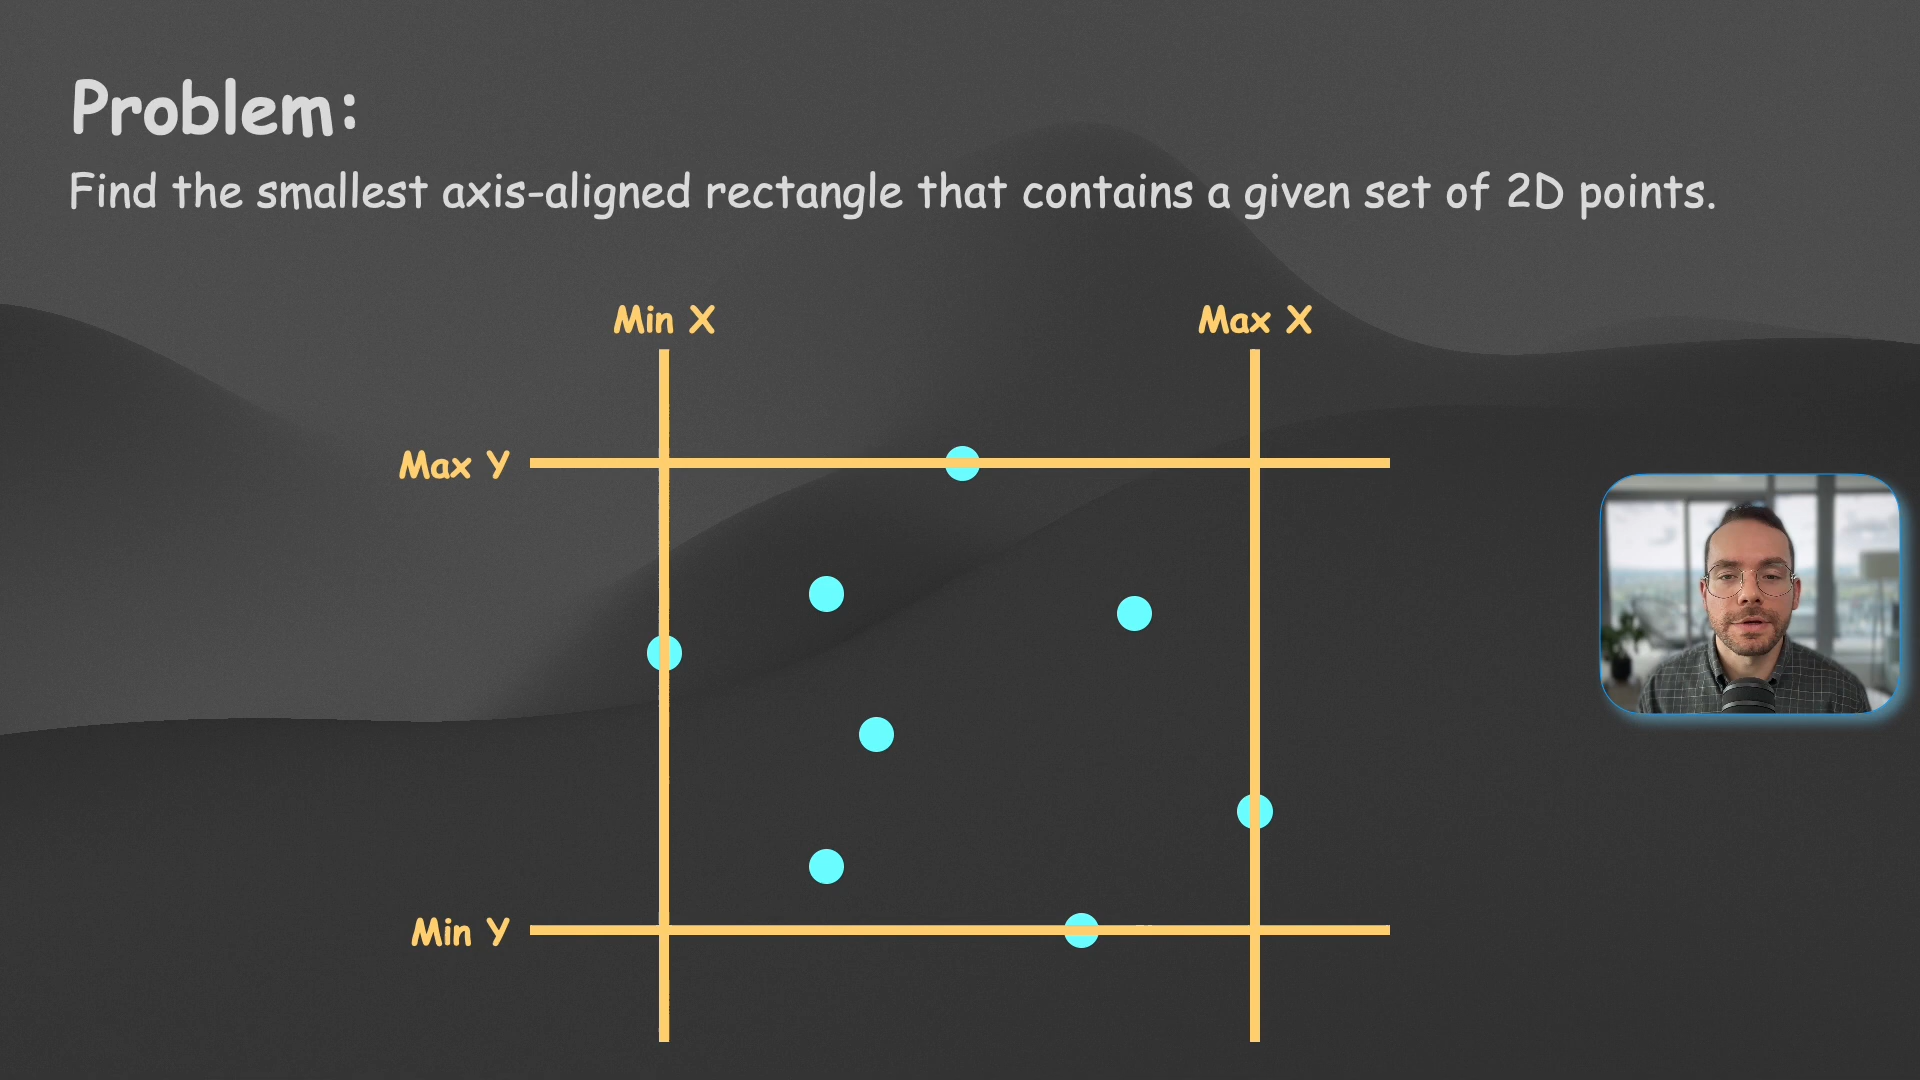 Problem:
Find the smallest axis-aligned rectangle that contains a given set of 2D points.
Min X
Max X
Max Y
Min Y